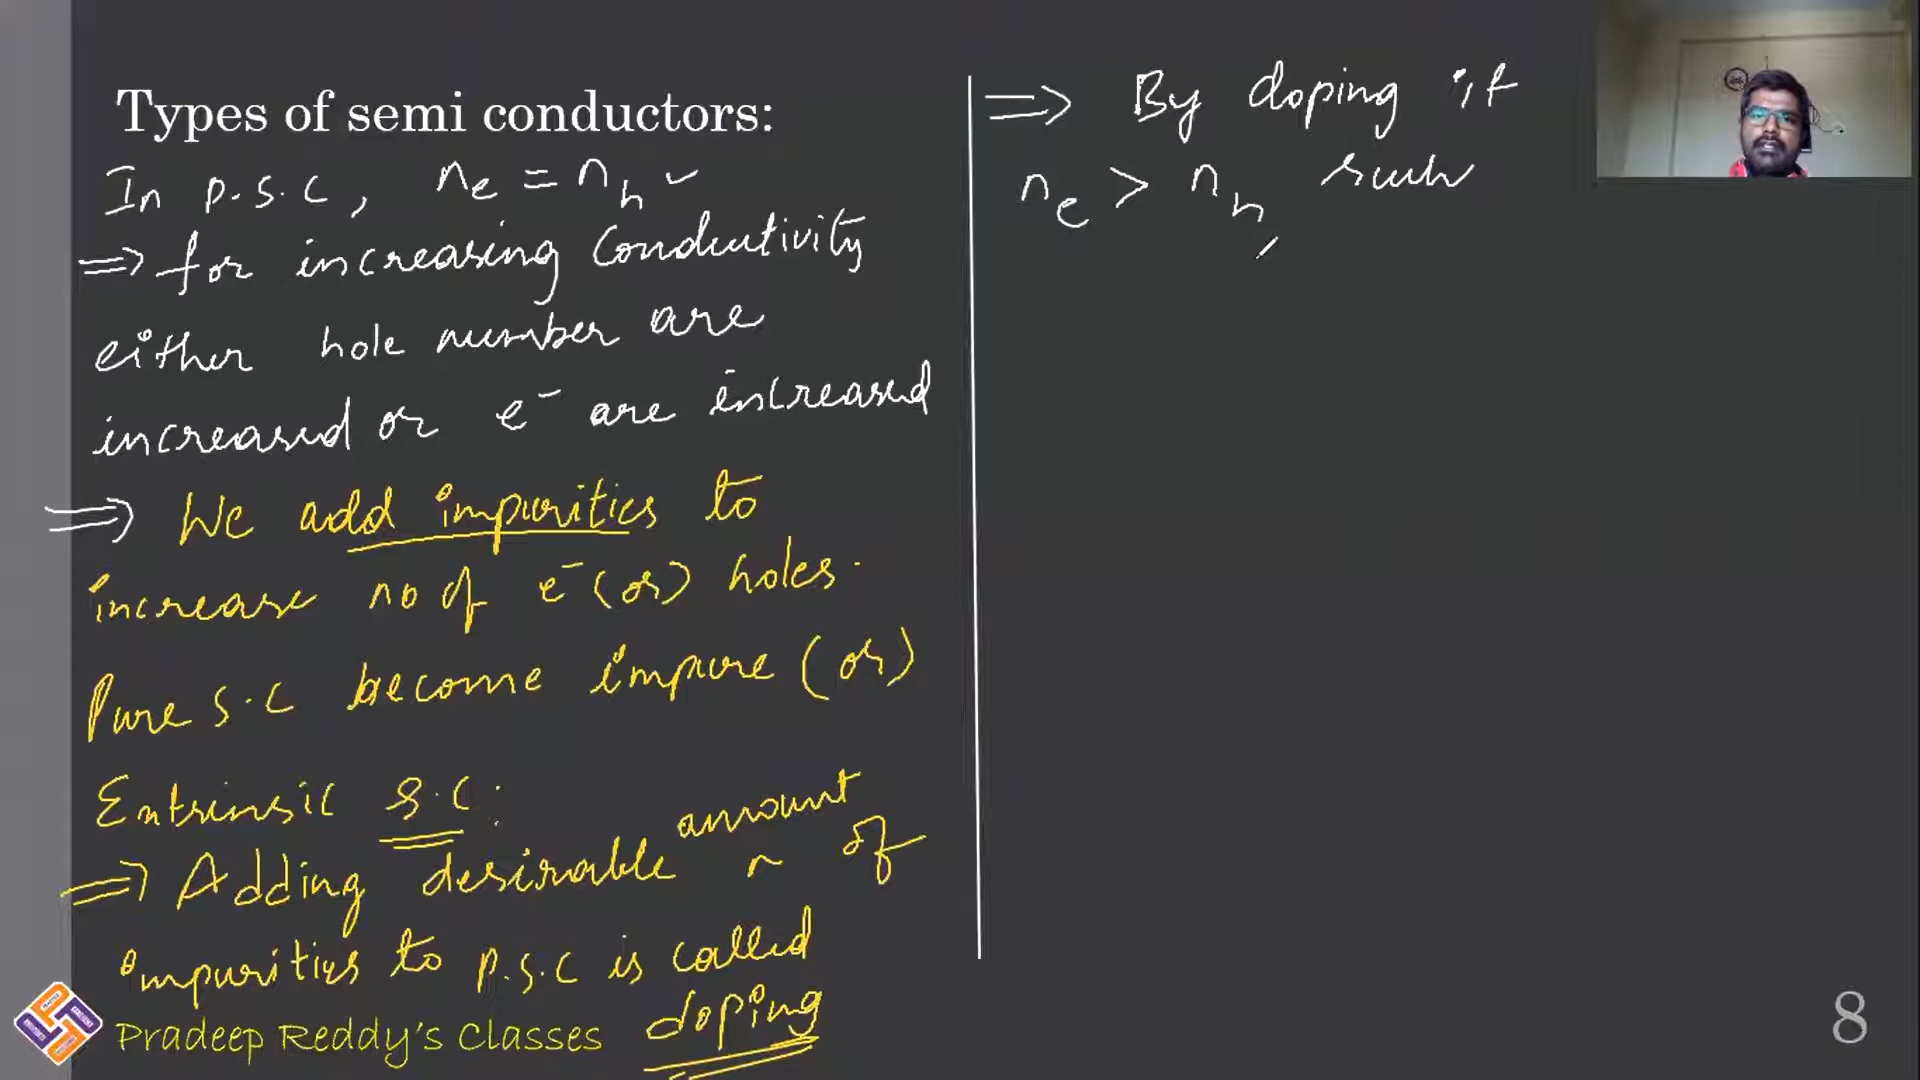 Types of semi conductors:
In p.s.c, ne = nh
⇒ for increasing conductivity
either hole number are
increased or e⁻ are increased
⇒ We add impurities to
increase no of e⁻ (or) holes.
Pure s.c become impure (or)
Extrinsic s.c:
⇒ Adding desirable amount of
impurities to p.s.c is called
doping
Pradeep Reddy's Classes
⇒ By doping if
ne > nh, such
8